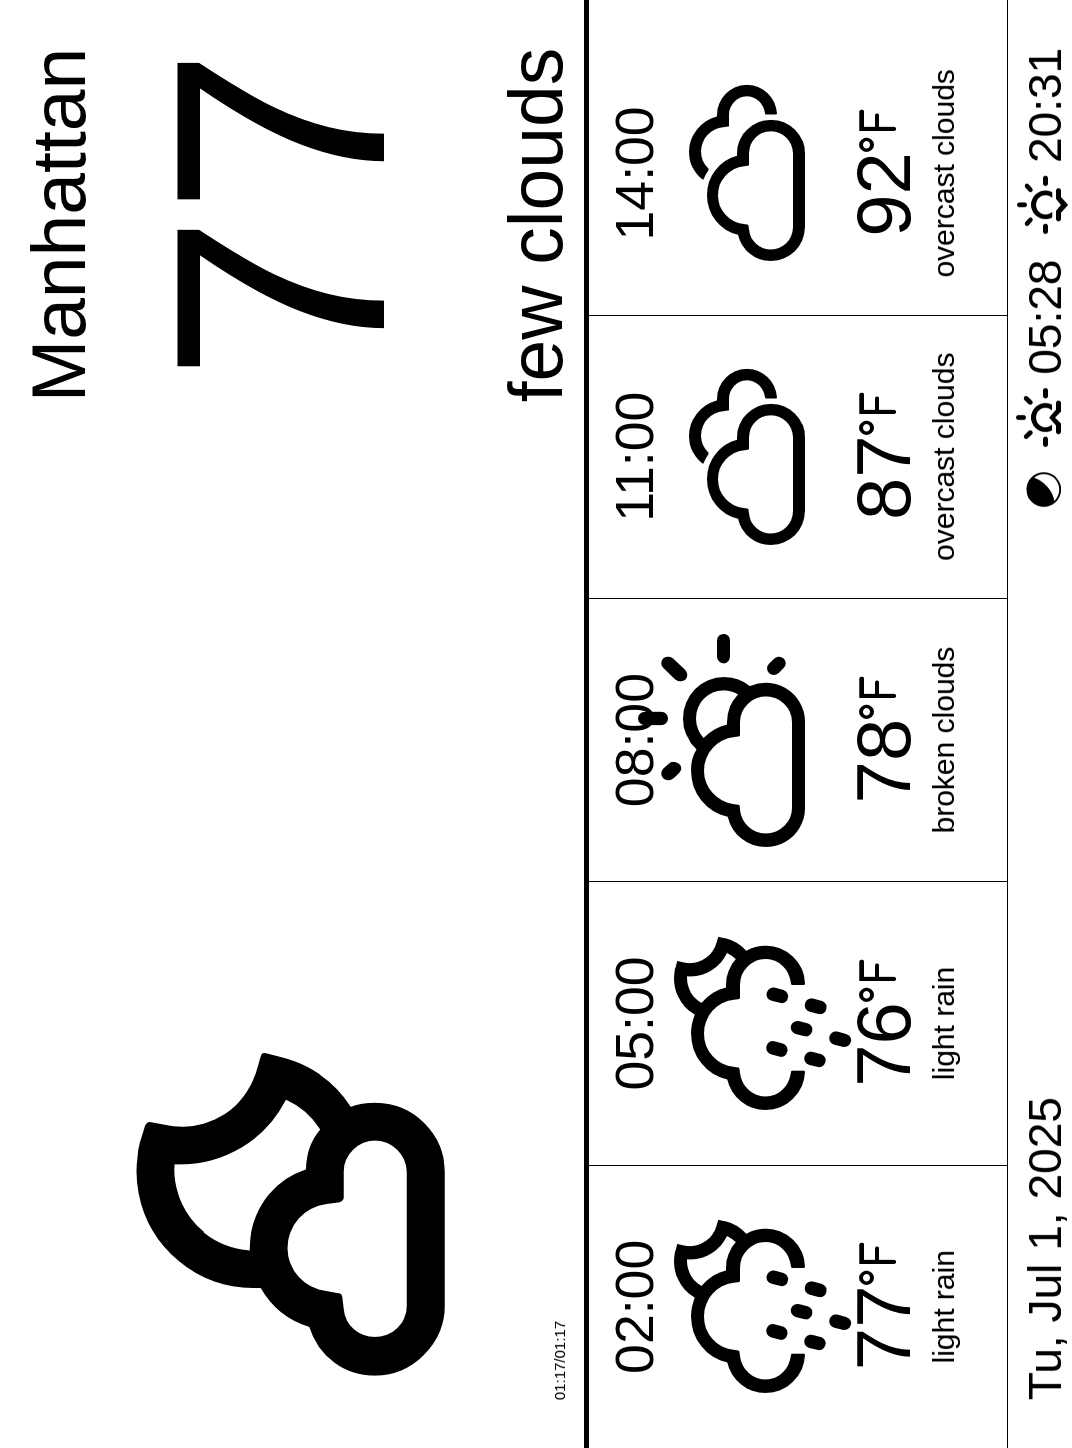 Manhattan
77
few clouds
01:17/01:17
02:00
77°F
light rain
05:00
76°F
light rain
08:00
78°F
broken clouds
11:00
87°F
overcast clouds
14:00
92°F
overcast clouds
Tu, Jul 1, 2025
05:28
20:31